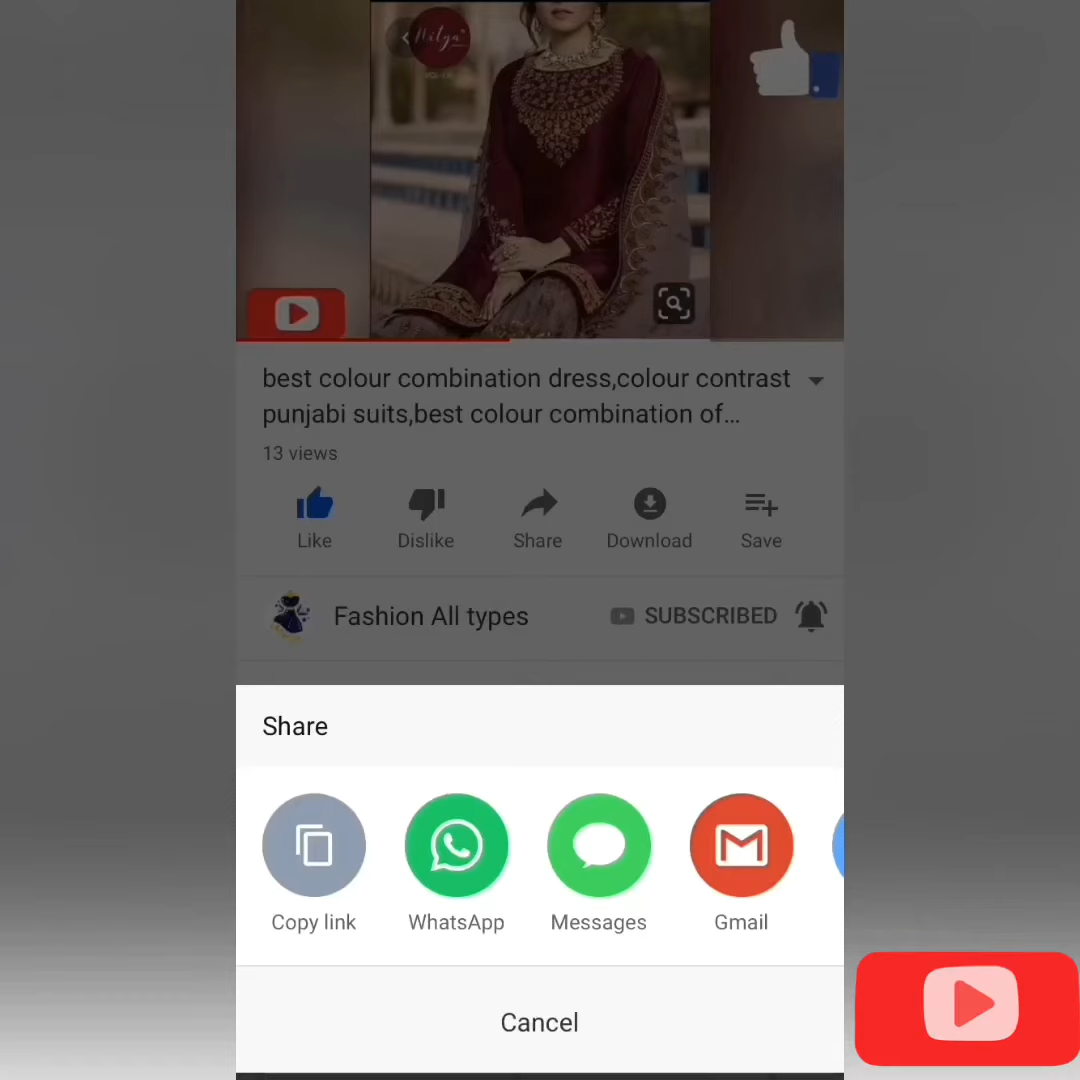 Nitya
best colour combination dress,colour contrast
punjabi suits,best colour combination of...
13 views
Like
Dislike
Share
Download
Save
Fashion All types
SUBSCRIBED
Share
Copy link
WhatsApp
Messages
Gmail
Cancel